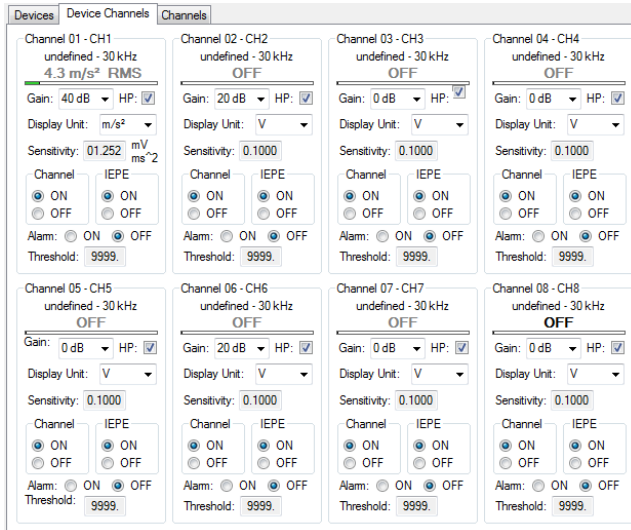 Devices Device Channels Channels
Channel 01 - CH1
undefined - 30 kHz
4.3 m/s² RMS
Gain: 40 dB HP:
Display Unit: m/s²
Sensitivity: 01.252 mV
ms^2
Channel IEPE
ON ON
OFF OFF
Alarm: ON OFF
Threshold: 9999.
Channel 02 - CH2
undefined - 30 kHz
OFF
Gain: 20 dB HP:
Display Unit: V
Sensitivity: 0.1000
Channel IEPE
ON ON
OFF OFF
Alarm: ON OFF
Threshold: 9999.
Channel 03 - CH3
undefined - 30 kHz
OFF
Gain: 0 dB HP:
Display Unit: V
Sensitivity: 0.1000
Channel IEPE
ON ON
OFF OFF
Alarm: ON OFF
Threshold: 9999.
Channel 04 - CH4
undefined - 30 kHz
OFF
Gain: 0 dB HP:
Display Unit: V
Sensitivity: 0.1000
Channel IEPE
ON ON
OFF OFF
Alarm: ON OFF
Threshold: 9999.
Channel 05 - CH5
undefined - 30 kHz
OFF
Gain: 0 dB HP:
Display Unit: V
Sensitivity: 0.1000
Channel IEPE
ON ON
OFF OFF
Alarm: ON OFF
Threshold: 9999.
Channel 06 - CH6
undefined - 30 kHz
OFF
Gain: 20 dB HP:
Display Unit: V
Sensitivity: 0.1000
Channel IEPE
ON ON
OFF OFF
Alarm: ON OFF
Threshold: 9999.
Channel 07 - CH7
undefined - 30 kHz
OFF
Gain: 0 dB HP:
Display Unit: V
Sensitivity: 0.1000
Channel IEPE
ON ON
OFF OFF
Alarm: ON OFF
Threshold: 9999.
Channel 08 - CH8
undefined - 30 kHz
OFF
Gain: 0 dB HP:
Display Unit: V
Sensitivity: 0.1000
Channel IEPE
ON ON
OFF OFF
Alarm: ON OFF
Threshold: 9999.